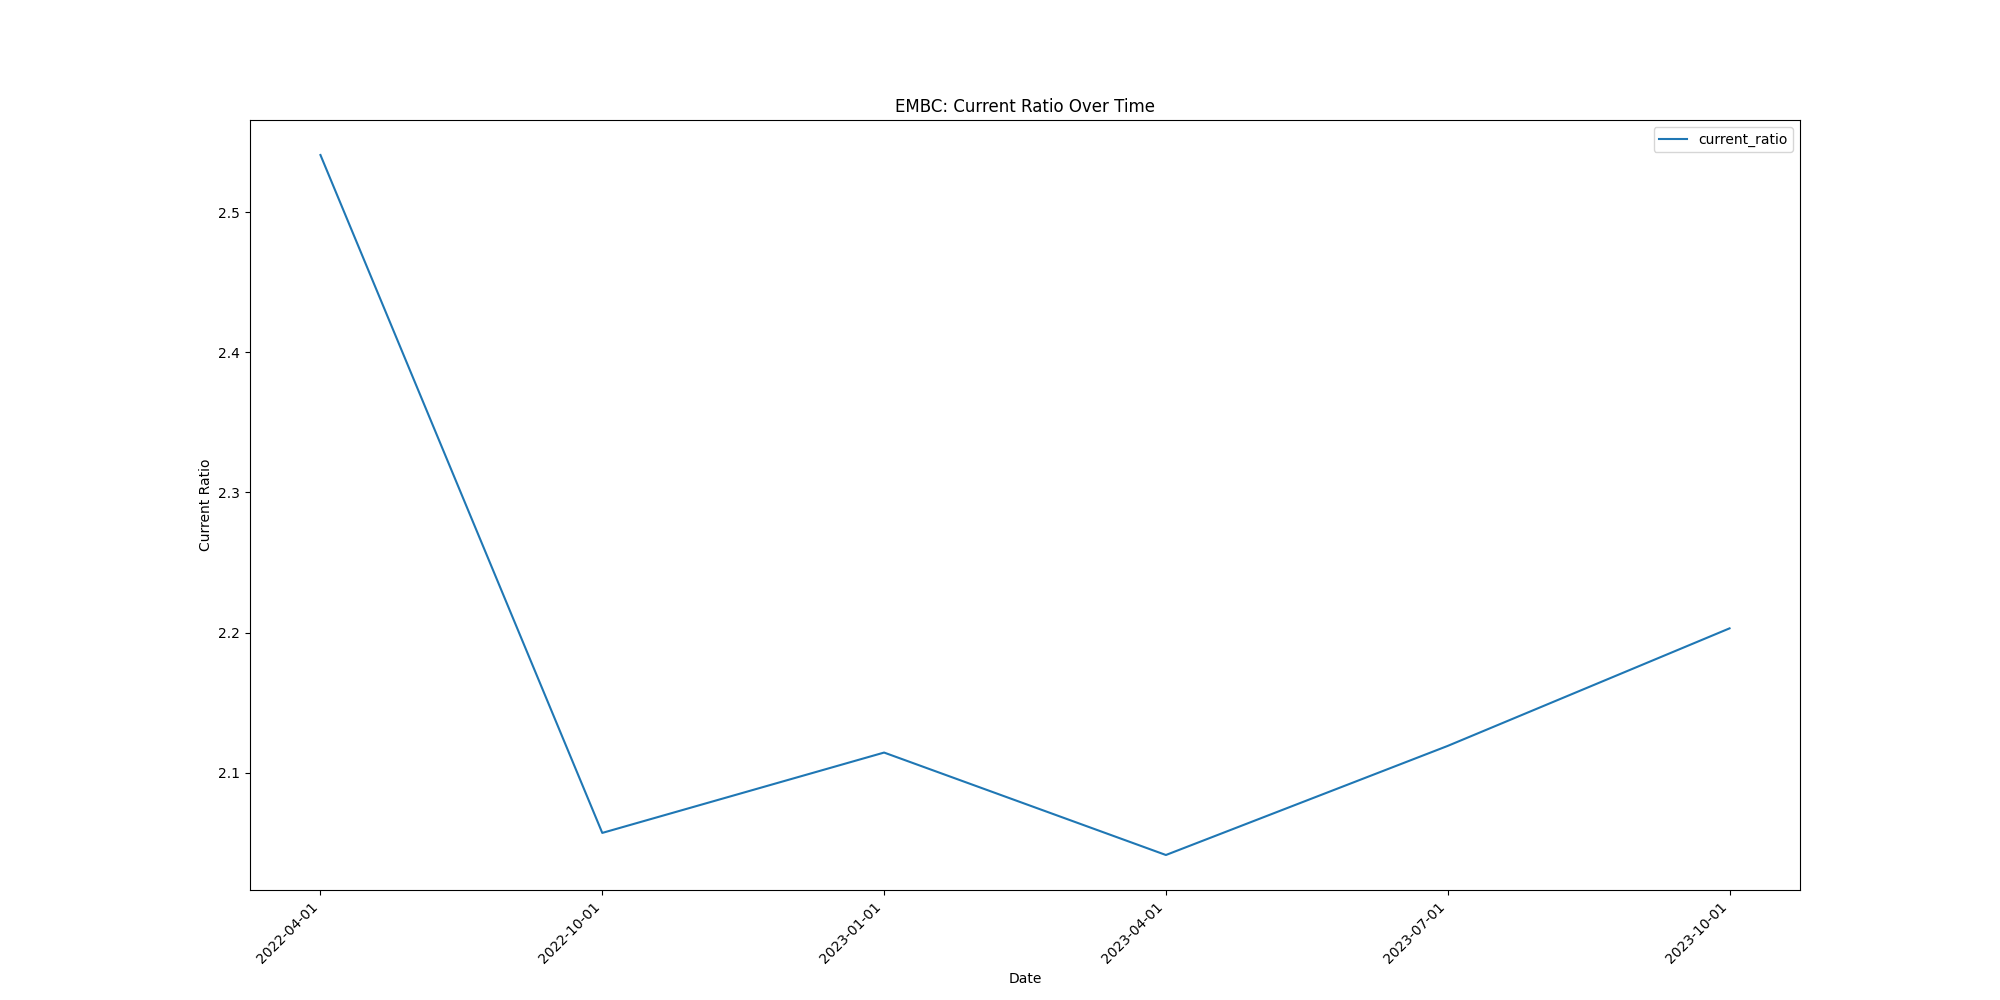 EMBC: Current Ratio Over Time
current_ratio
Current Ratio
2.5
2.4
2.3
2.2
2.1
2022-04-01
2022-10-01
2023-01-01
2023-04-01
2023-07-01
2023-10-01
Date